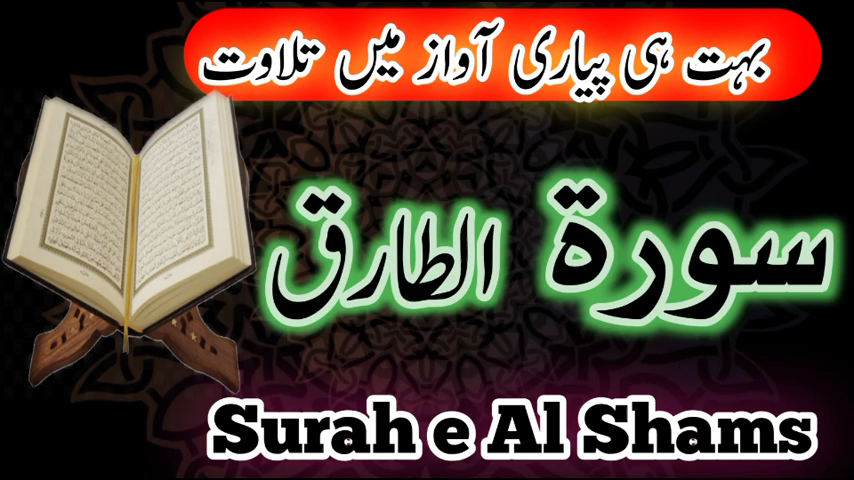 بہت ہی پیاری آواز میں تلاوت
سورة الطارق
Surah e Al Shams